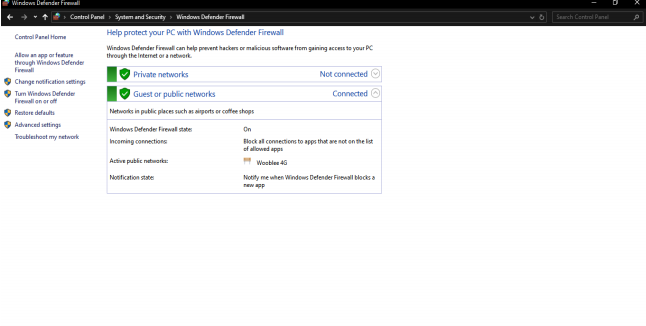 Windows Defender Firewall
Control Panel › System and Security › Windows Defender Firewall
Search Control Panel
Control Panel Home
Allow an app or feature
through Windows Defender
Firewall
Change notification settings
Turn Windows Defender
Firewall on or off
Restore defaults
Advanced settings
Troubleshoot my network
Help protect your PC with Windows Defender Firewall
Windows Defender Firewall can help prevent hackers or malicious software from gaining access to your PC
through the Internet or a network.
Private networks Not connected
Guest or public networks Connected
Networks in public places such as airports or coffee shops
Windows Defender Firewall state: On
Incoming connections: Block all connections to apps that are not on the list
of allowed apps
Active public networks: Wooblee 4G
Notification state: Notify me when Windows Defender Firewall blocks a
new app